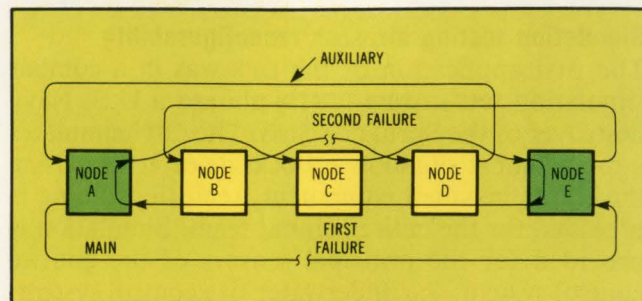 AUXILIARY
SECOND FAILURE
NODE
A
NODE
B
NODE
C
NODE
D
NODE
E
MAIN
FIRST
FAILURE